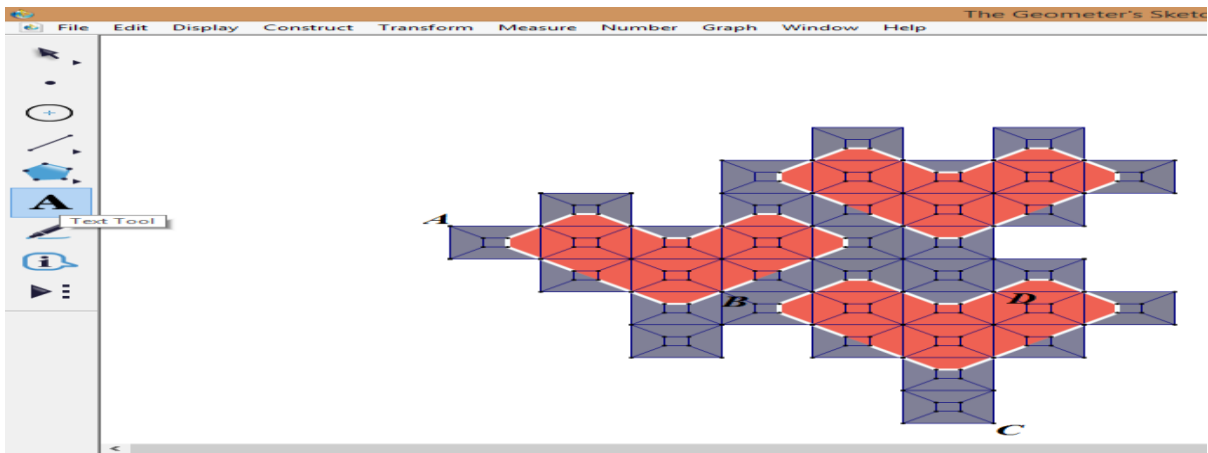 The Geometer's Sketc
File Edit Display Construct Transform Measure Number Graph Window Help
A
Text Tool
A
B
D
C